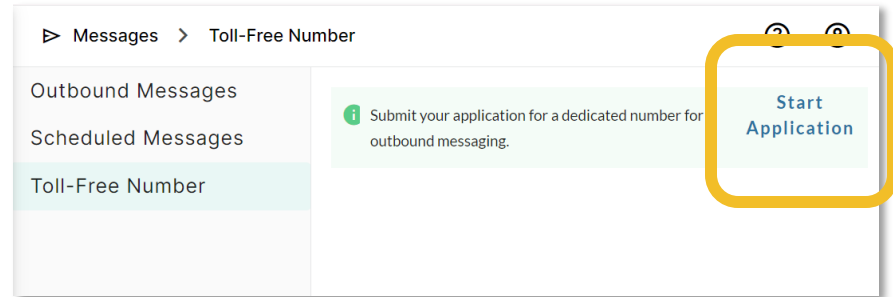 Messages > Toll-Free Number
Outbound Messages
Scheduled Messages
Toll-Free Number
Submit your application for a dedicated number for
outbound messaging.
Start
Application